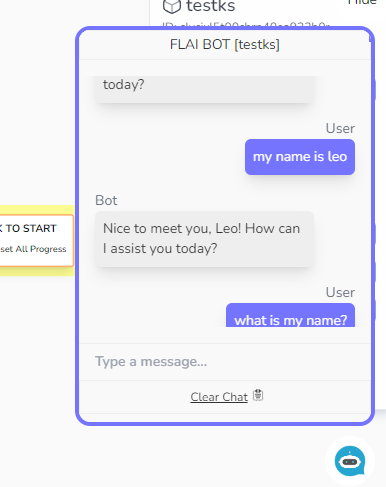 testks
Hide
FLAI BOT [testks]
today?
User
my name is leo
Bot
Nice to meet you, Leo! How can
I assist you today?
User
what is my name?
K TO START
set All Progress
Type a message...
Clear Chat